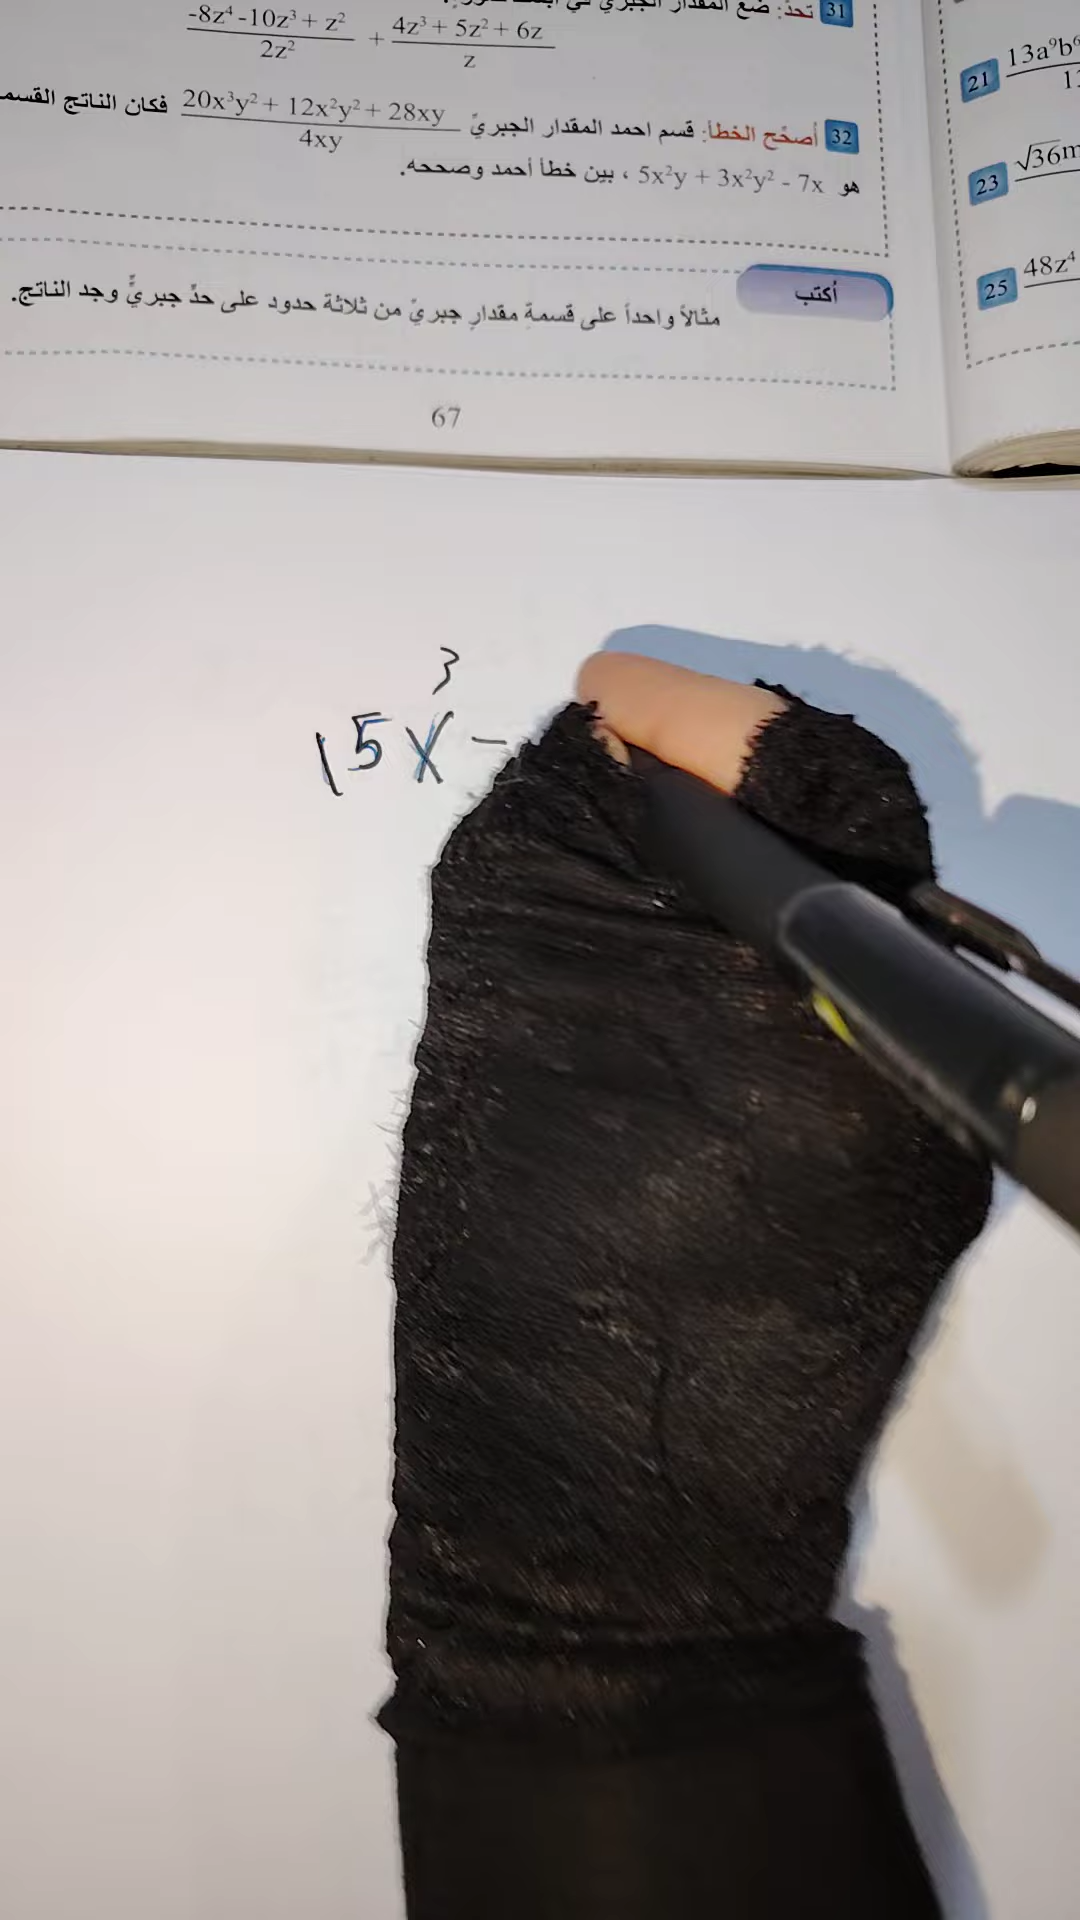 31 تحدٍّ: ضع المقدار الجبري في
(-8z⁴ - 10z³ + z²)/(2z²) + (4z³ + 5z² + 6z)/z
32 أصحّح الخطأ: قسم احمد المقدار الجبريّ (20x³y² + 12x²y² + 28xy)/(4xy) فكان الناتج القسمة
هو 5x²y + 3x²y² - 7x ، بين خطأ أحمد وصححه.
أكتب
مثالاً واحداً على قسمةِ مقدارٍ جبريّ من ثلاثة حدود على حدٍّ جبريٍّ وجد الناتج.
67
21 13a⁹b⁶
23 √36m
25 48z⁴
15x³ -